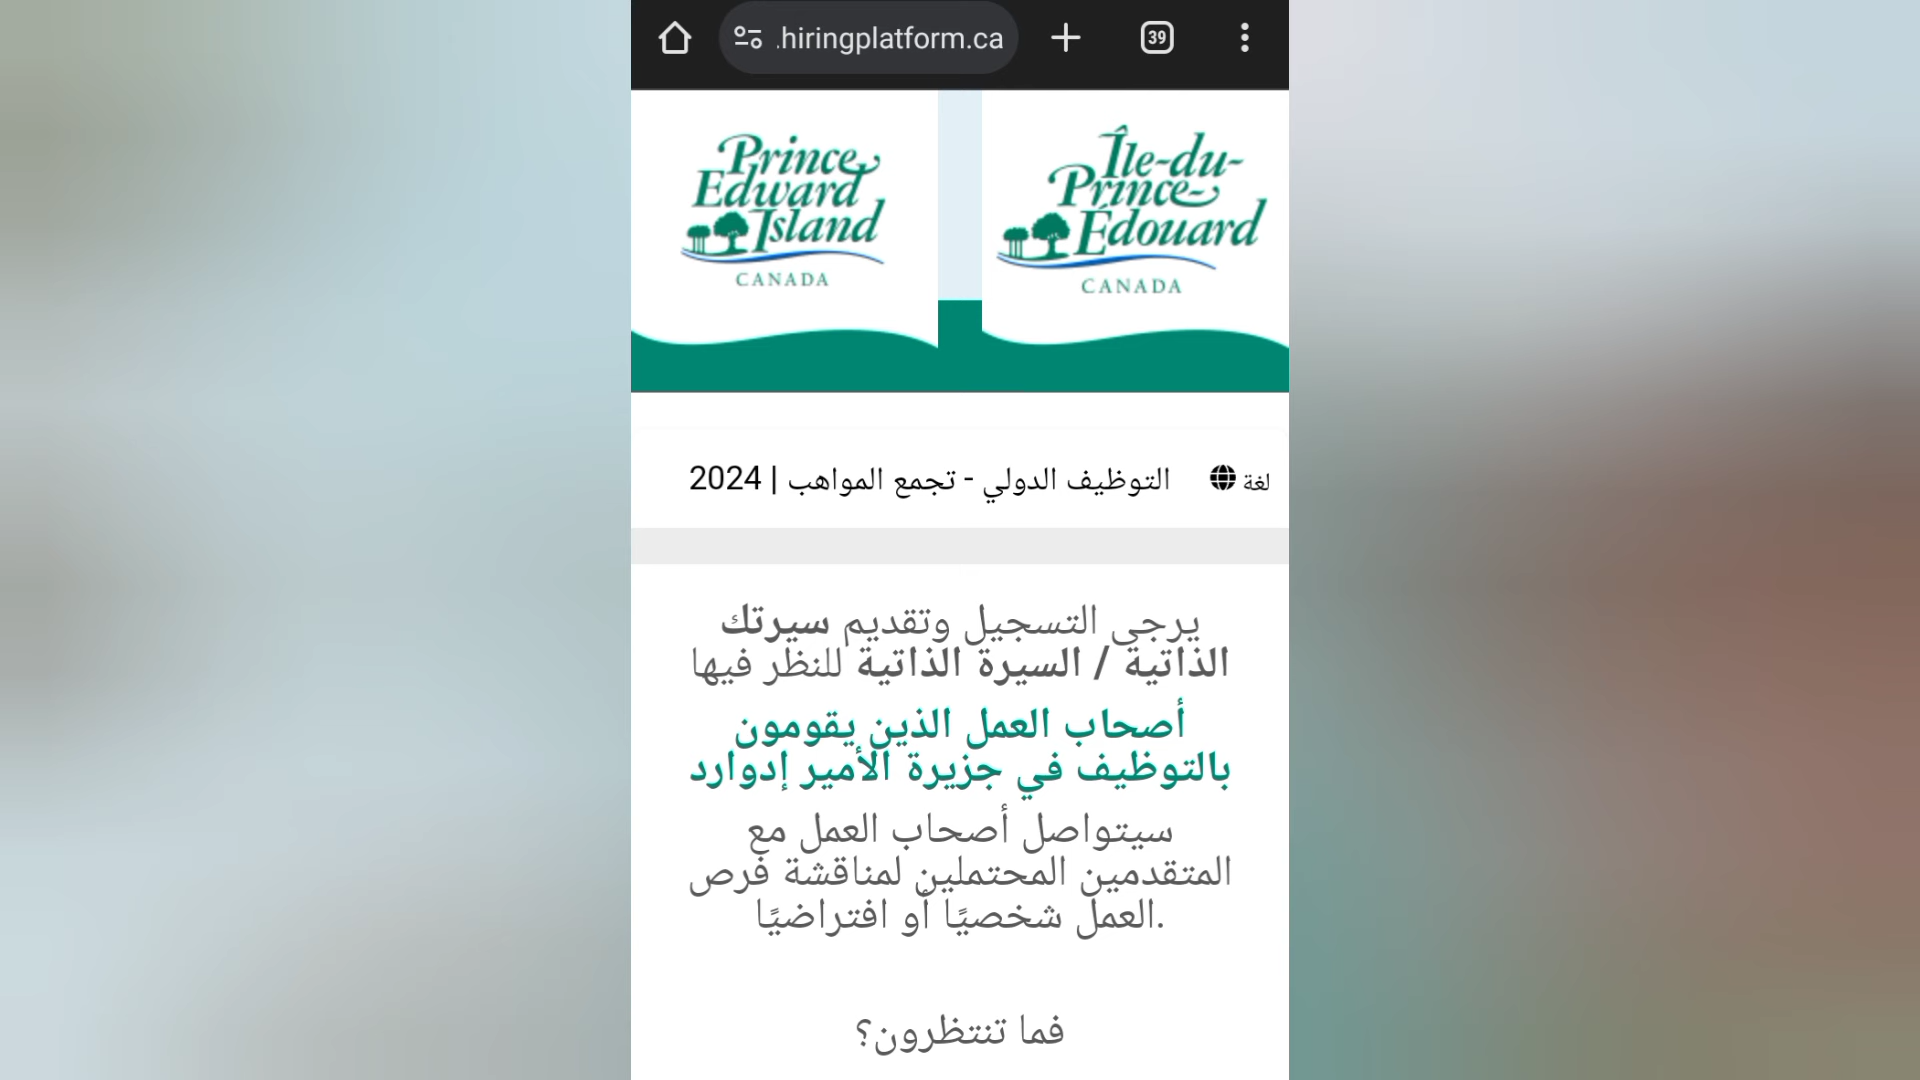 .hiringplatform.ca
39
Prince
Edward
Island
CANADA
Île-du-
Prince-
Édouard
CANADA
لغة
التوظيف الدولي - تجمع المواهب | 2024
يرجى التسجيل وتقديم سيرتك
الذاتية / السيرة الذاتية للنظر فيها
أصحاب العمل الذين يقومون
بالتوظيف في جزيرة الأمير إدوارد
سيتواصل أصحاب العمل مع
المتقدمين المحتملين لمناقشة فرص
.العمل شخصيًا أو افتراضيًا
فما تنتظرون؟